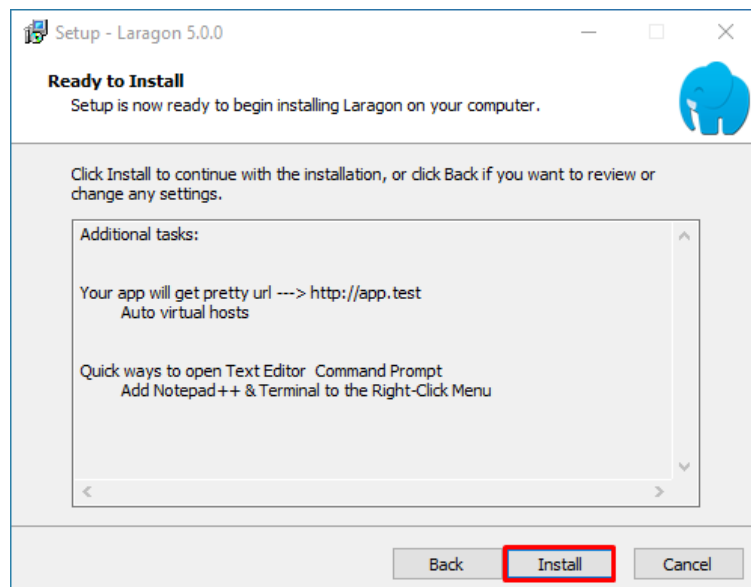 Setup - Laragon 5.0.0
Ready to Install
Setup is now ready to begin installing Laragon on your computer.
Click Install to continue with the installation, or click Back if you want to review or
change any settings.
Additional tasks:
Your app will get pretty url ---> http://app.test
Auto virtual hosts
Quick ways to open Text Editor  Command Prompt
Add Notepad++ & Terminal to the Right-Click Menu
Back
Install
Cancel